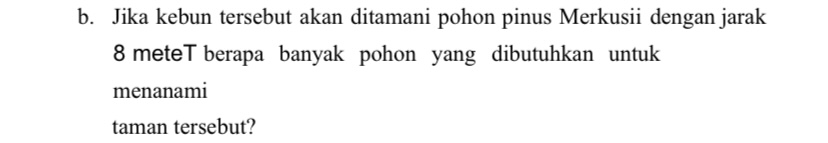 b. Jika kebun tersebut akan ditamani pohon pinus Merkusii dengan jarak
8 meteT berapa banyak pohon yang dibutuhkan untuk
menanami
taman tersebut?